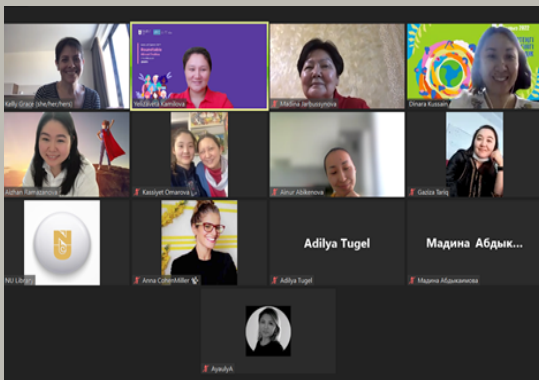 Kelly Grace (she/her/hers)
Yelizaveta Kamilova
Madina Jarbussynova
Dinara Kussain
Aizhan Ramazanova
Kassiyet Omarova
Ainur Abikenova
Gaziza Tariq
NU Library
Anna CohenMiller
Adilya Tugel
Adilya Tugel
Мадина Абдык...
Мадина Абдыкаимова
AyaulyA